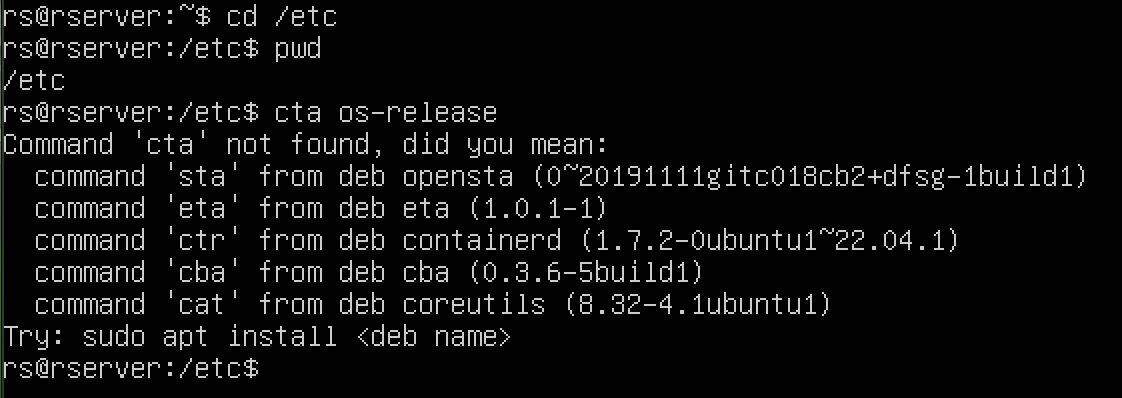 rs@rserver:~$ cd /etc
rs@rserver:/etc$ pwd
/etc
rs@rserver:/etc$ cta os-release
Command 'cta' not found, did you mean:
  command 'sta' from deb opensta (0~20191111gitc018cb2+dfsg-1build1)
  command 'eta' from deb eta (1.0.1-1)
  command 'ctr' from deb containerd (1.7.2-0ubuntu1~22.04.1)
  command 'cba' from deb cba (0.3.6-5build1)
  command 'cat' from deb coreutils (8.32-4.1ubuntu1)
Try: sudo apt install <deb name>
rs@rserver:/etc$